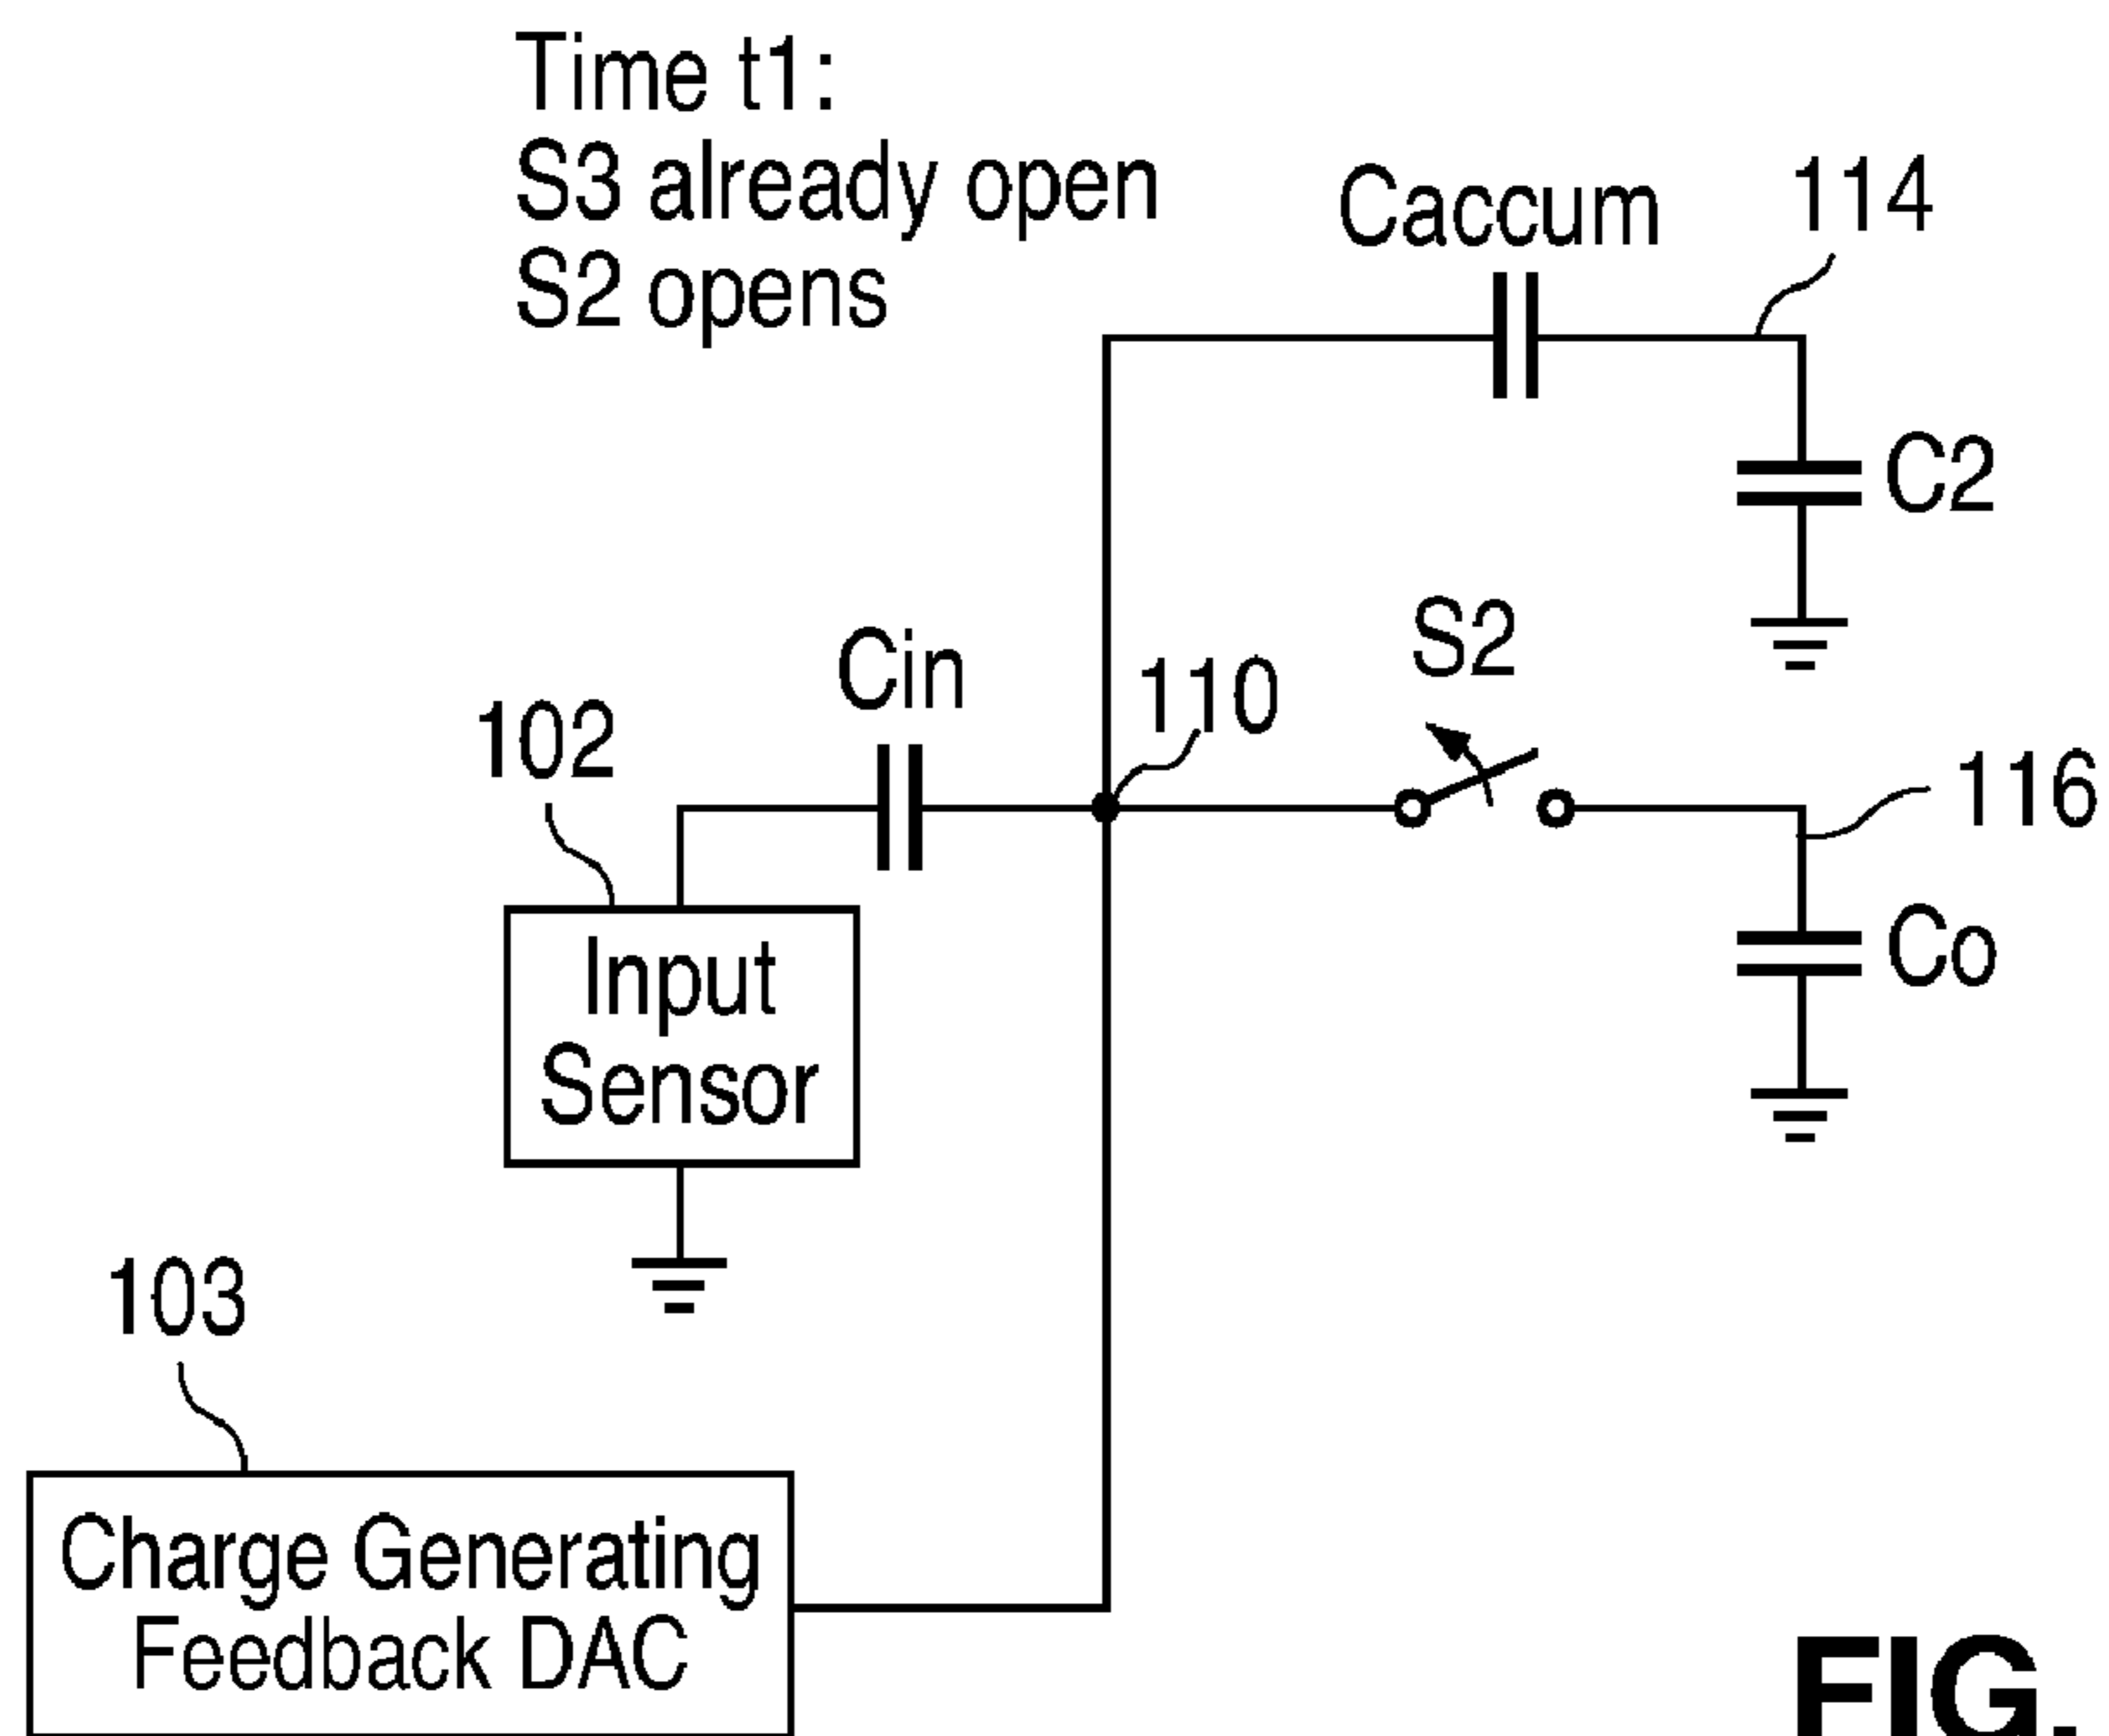 Time t1:
S3 already open
S2 opens
Caccum
114
C2
S2
Cin
110
102
116
Input
Sensor
Co
103
Charge Generating
Feedback DAC
FIG.